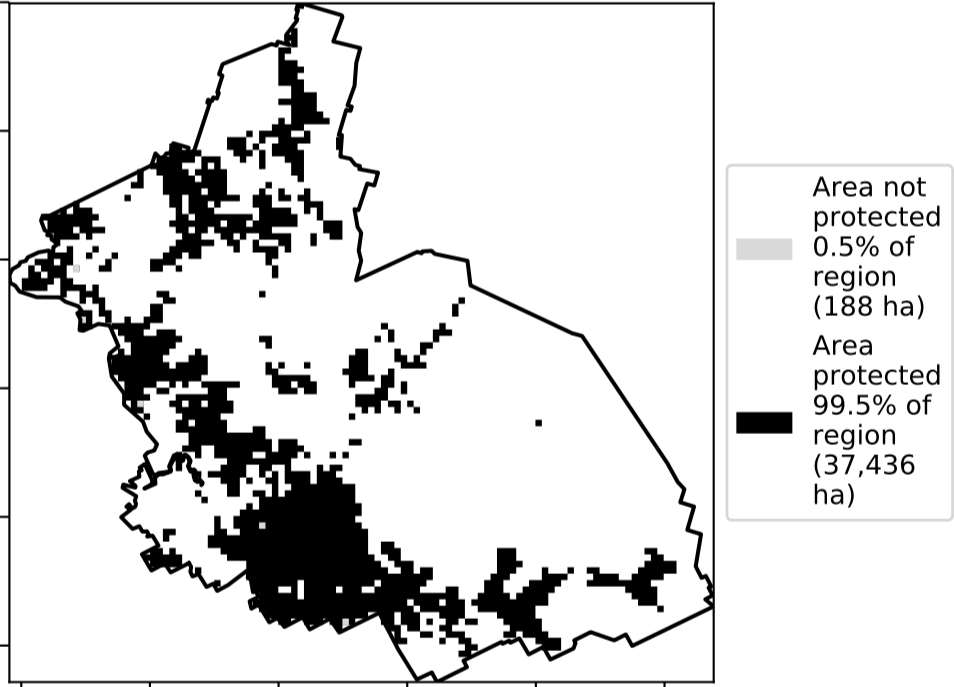 Area not
protected
0.5% of
region
(188 ha)
Area
protected
99.5% of
region
(37,436
ha)